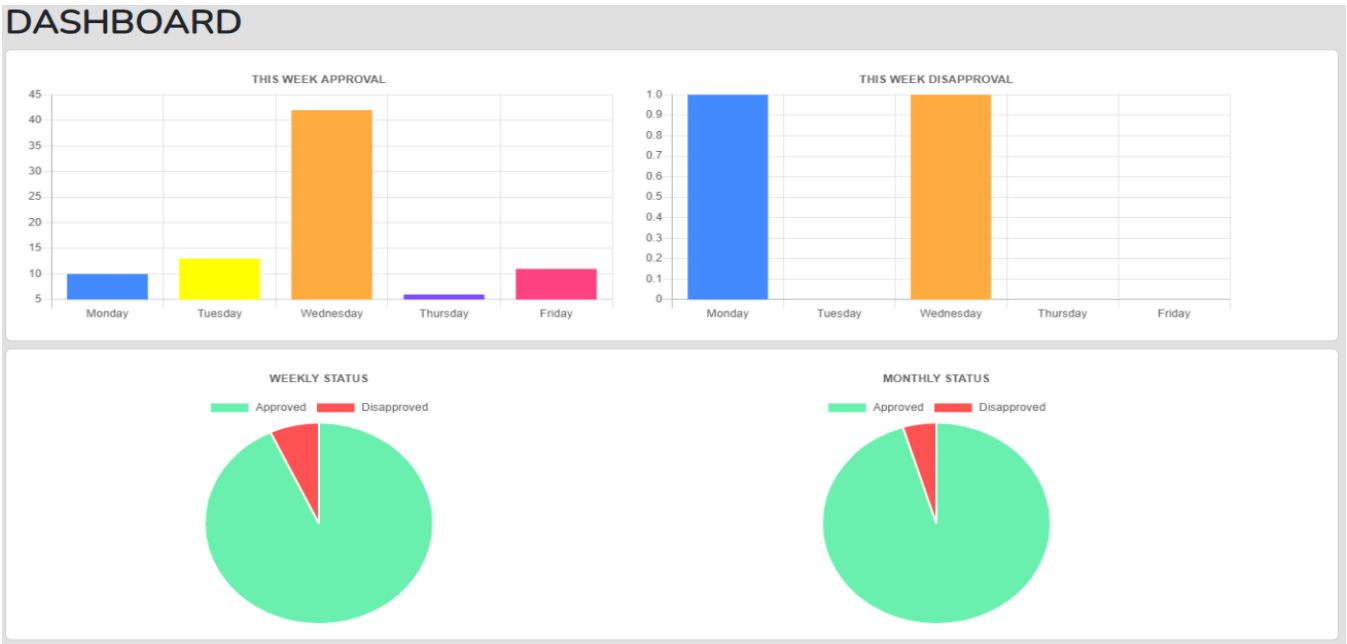 DASHBOARD
THIS WEEK APPROVAL
45
40
35
30
25
20
15
10
5
Monday Tuesday Wednesday Thursday Friday
THIS WEEK DISAPPROVAL
1.0
0.9
0.8
0.7
0.6
0.5
0.4
0.3
0.2
0.1
0
Monday Tuesday Wednesday Thursday Friday
WEEKLY STATUS
Approved Disapproved
MONTHLY STATUS
Approved Disapproved